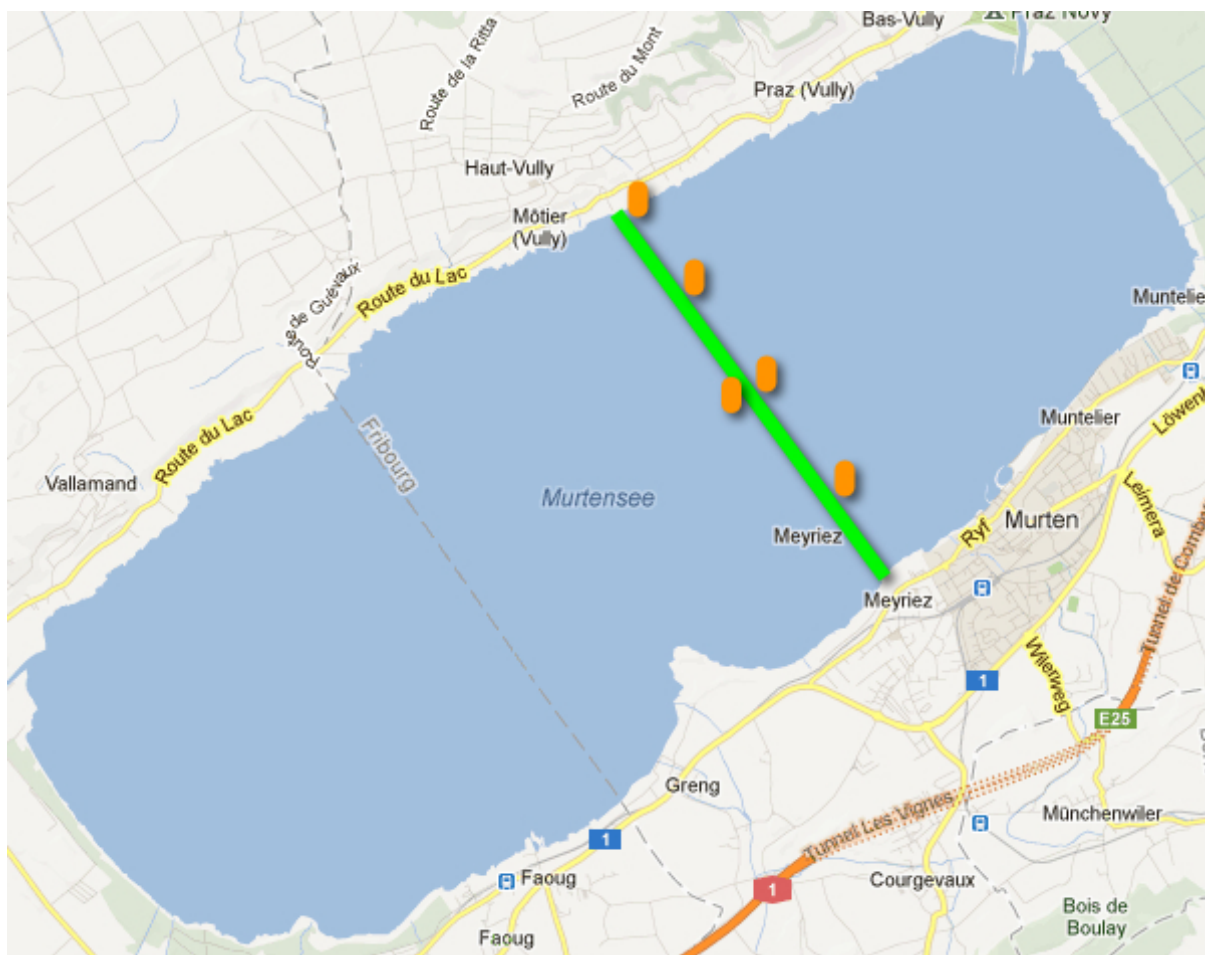 Praz Novy
Bas-Vully
Route de la Ritta
Route du Mont
Praz (Vully)
Haut-Vully
Môtier
(Vully)
Route de Guévaux
Route du Lac
Muntelier
Route du Lac
Fribourg
Vallamand
Murtensee
Muntelier
Löwen
Leimera
Murten
Ryf
Meyriez
Meyriez
Tunnel de Comb
Wilerweg
1
E25
Greng
Tunnel Les Vignes
Münchenwiler
1
Faoug
1
Courgevaux
Bois de
Boulay
Faoug